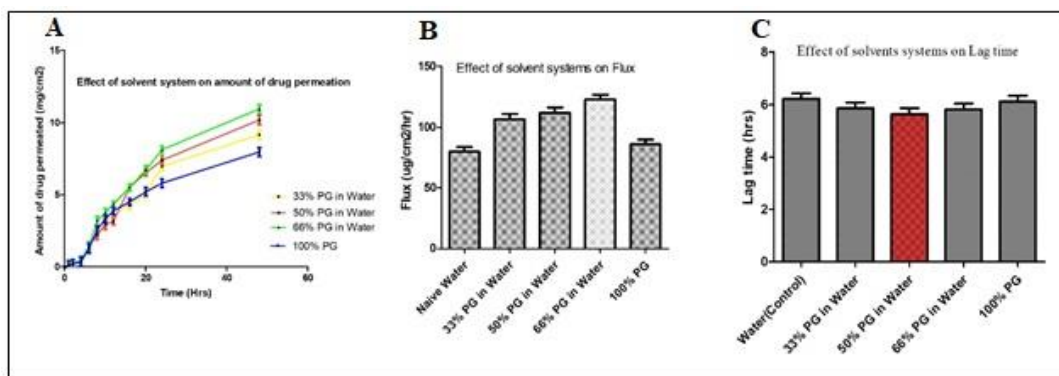 A
Effect of solvent system on amount of drug permeation
Amount of drug permeated (mg/cm2)
15
10
5
0
0
20
40
60
Time (Hrs)
33% PG in Water
50% PG in Water
66% PG in Water
100% PG
B
Effect of solvent systems on Flux
Flux (ug/cm2/hr)
150
100
50
0
Naive Water
33% PG in Water
50% PG in Water
66% PG in Water
100% PG
C
Effect of solvents systems on Lag time
Lag time (hrs)
8
6
4
2
0
Water(Control)
33% PG in Water
50% PG in Water
66% PG in Water
100% PG